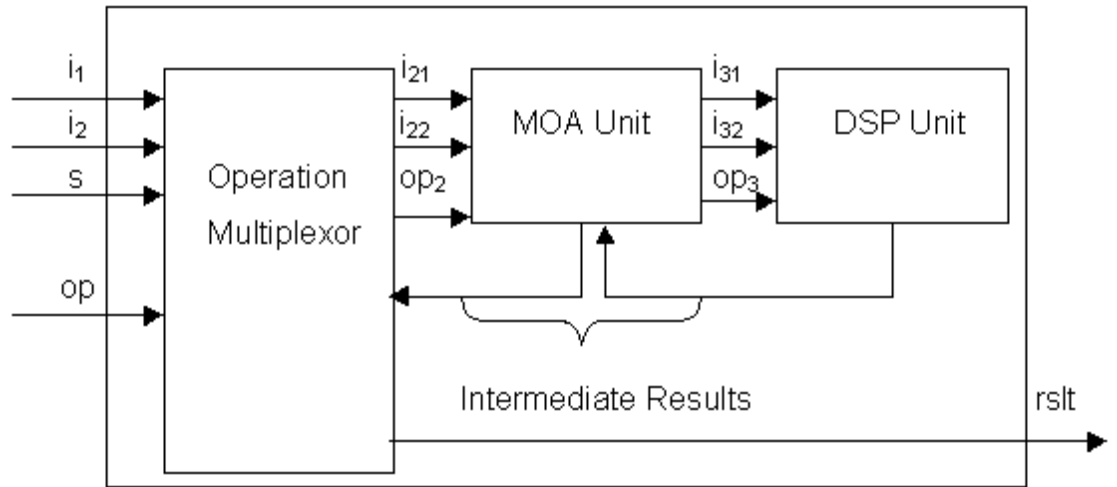 i₁
i₂
s
op
Operation
Multiplexor
i₂₁
i₂₂
op₂
MOA Unit
i₃₁
i₃₂
op₃
DSP Unit
Intermediate Results
rslt